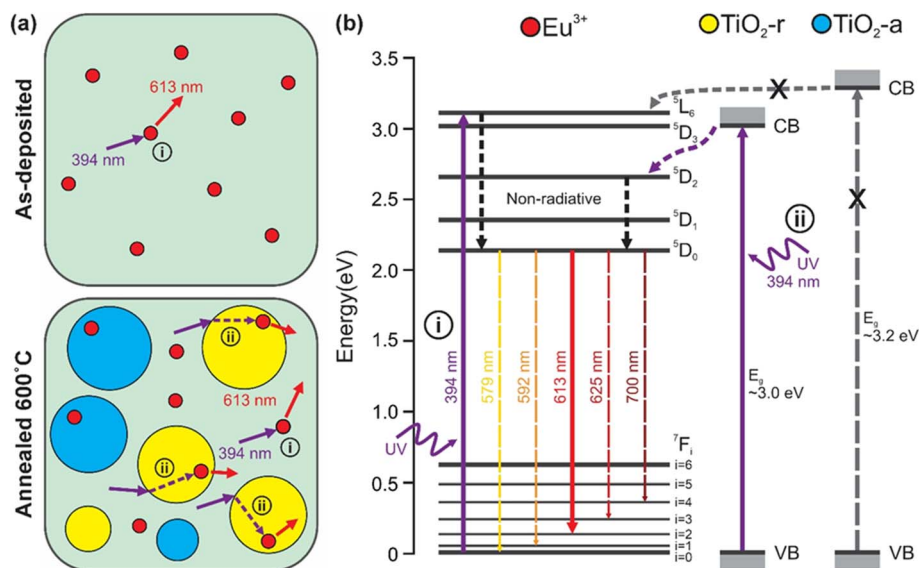 (a)
As-deposited
613 nm
394 nm
i
Annealed 600°C
ii
613 nm
394 nm
i
ii
ii
(b)
Eu³⁺
TiO₂-r
TiO₂-a
Energy(eV)
3.5
3.0
2.5
2.0
1.5
1.0
0.5
0
⁵L₆
⁵D₃
⁵D₂
⁵D₁
⁵D₀
Non-radiative
i
UV
394 nm
579 nm
592 nm
613 nm
625 nm
700 nm
⁷Fᵢ
i=6
i=5
i=4
i=3
i=2
i=1
i=0
X
CB
CB
X
ii
UV
394 nm
E_g
~3.0 eV
E_g
~3.2 eV
VB
VB